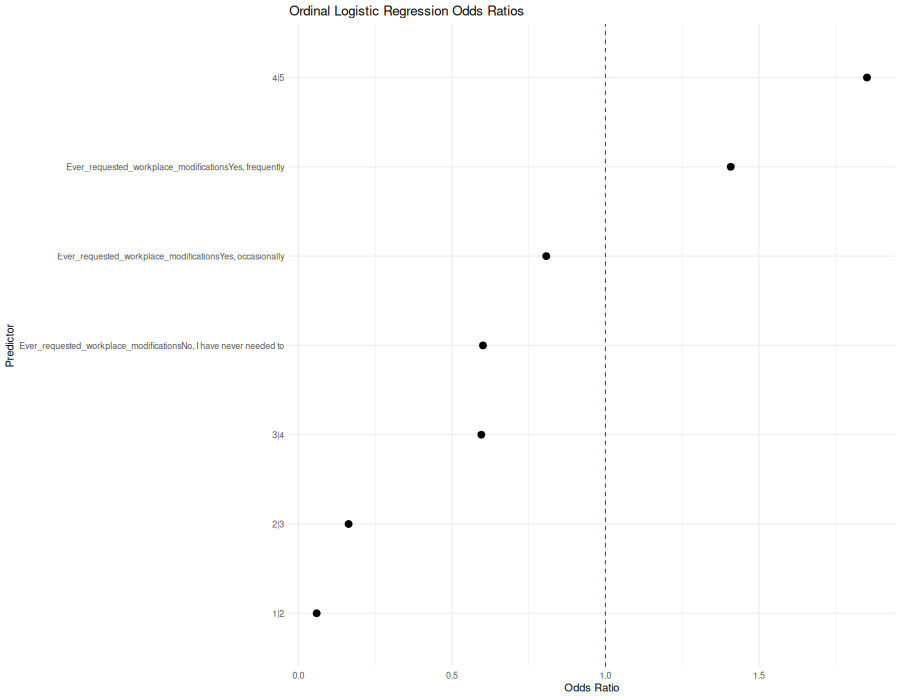 Ordinal Logistic Regression Odds Ratios
4|5
Ever_requested_workplace_modificationsYes, frequently
Ever_requested_workplace_modificationsYes, occasionally
Predictor
Ever_requested_workplace_modificationsNo, I have never needed to
3|4
2|3
1|2
0.0 0.5 1.0 1.5
Odds Ratio